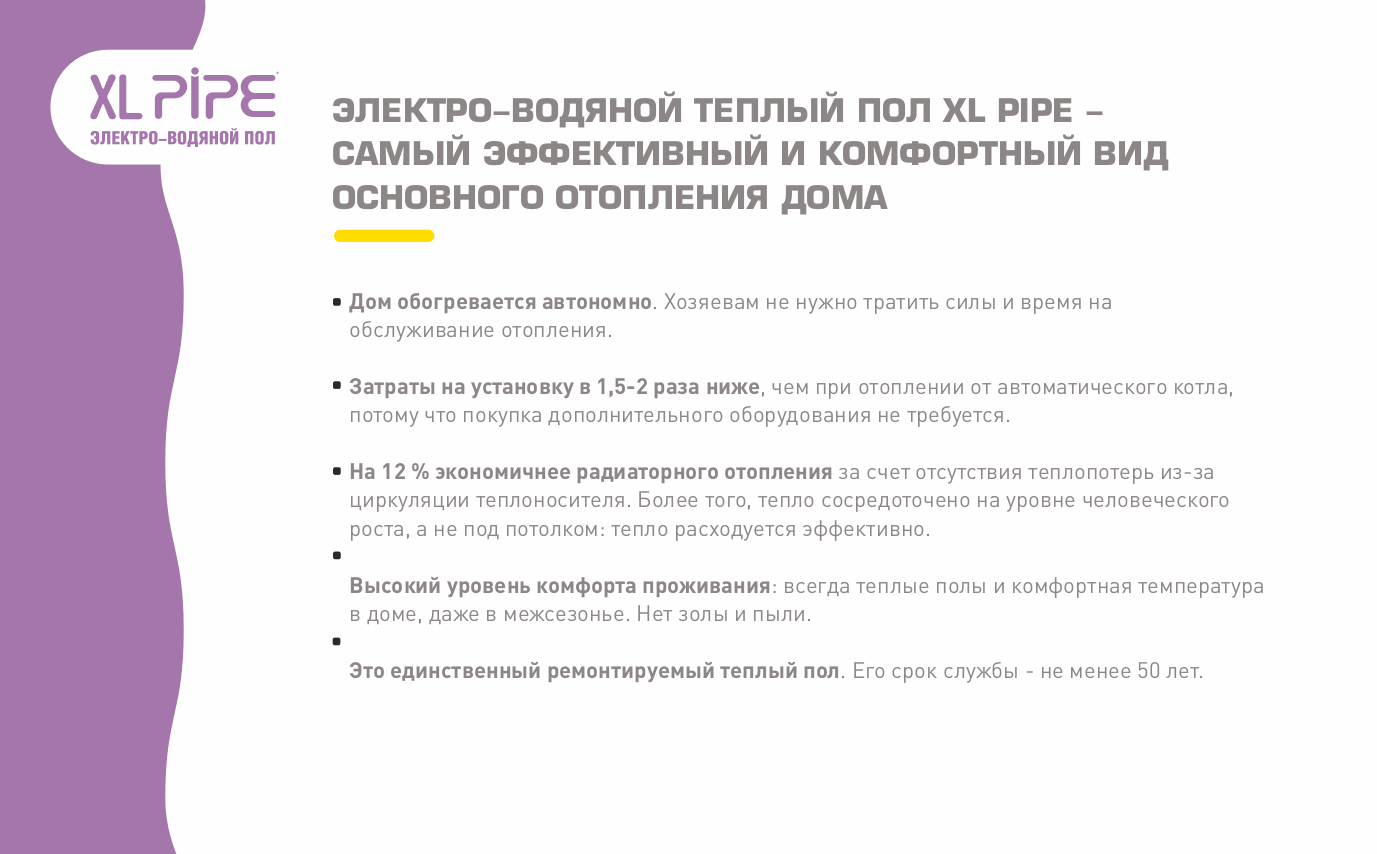 XL PIPE
ЭЛЕКТРО–ВОДЯНОЙ ПОЛ
ЭЛЕКТРО–ВОДЯНОЙ ТЕПЛЫЙ ПОЛ XL PIPE –
САМЫЙ ЭФФЕКТИВНЫЙ И КОМФОРТНЫЙ ВИД
ОСНОВНОГО ОТОПЛЕНИЯ ДОМА
Дом обогревается автономно. Хозяевам не нужно тратить силы и время на
обслуживание отопления.
Затраты на установку в 1,5-2 раза ниже, чем при отоплении от автоматического котла,
потому что покупка дополнительного оборудования не требуется.
На 12 % экономичнее радиаторного отопления за счет отсутствия теплопотерь из-за
циркуляции теплоносителя. Более того, тепло сосредоточено на уровне человеческого
роста, а не под потолком: тепло расходуется эффективно.
Высокий уровень комфорта проживания: всегда теплые полы и комфортная температура
в доме, даже в межсезонье. Нет золы и пыли.
Это единственный ремонтируемый теплый пол. Его срок службы - не менее 50 лет.